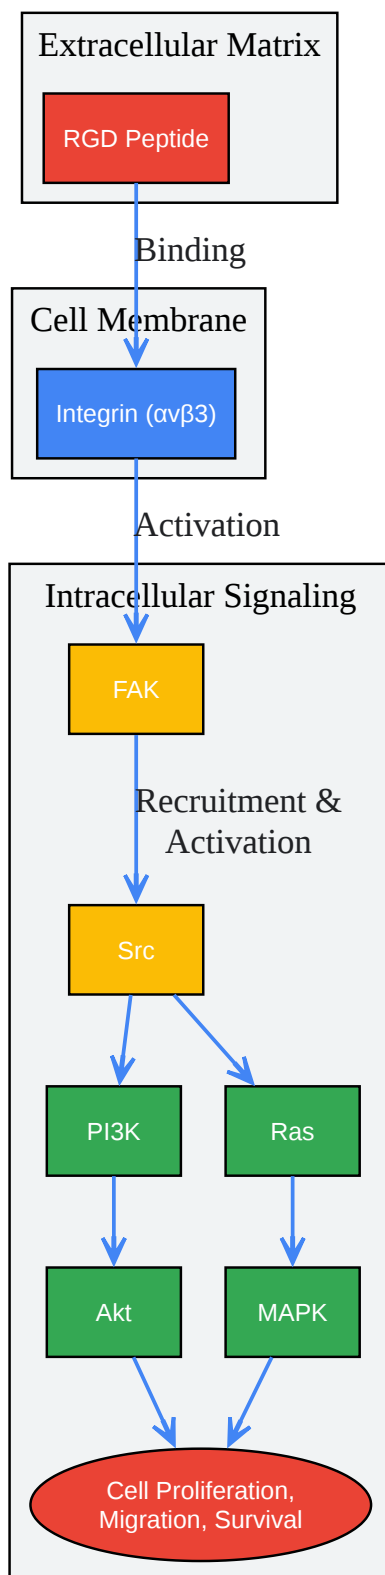 Extracellular Matrix
RGD Peptide
Binding
Cell Membrane
Integrin (αvβ3)
Activation
Intracellular Signaling
FAK
Recruitment &
Activation
Src
PI3K
Ras
Akt
MAPK
Cell Proliferation,
Migration, Survival